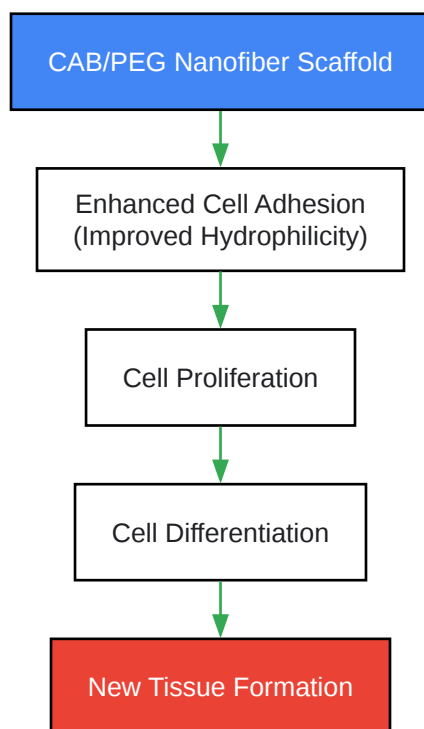 CAB/PEG Nanofiber Scaffold
Enhanced Cell Adhesion
(Improved Hydrophilicity)
Cell Proliferation
Cell Differentiation
New Tissue Formation